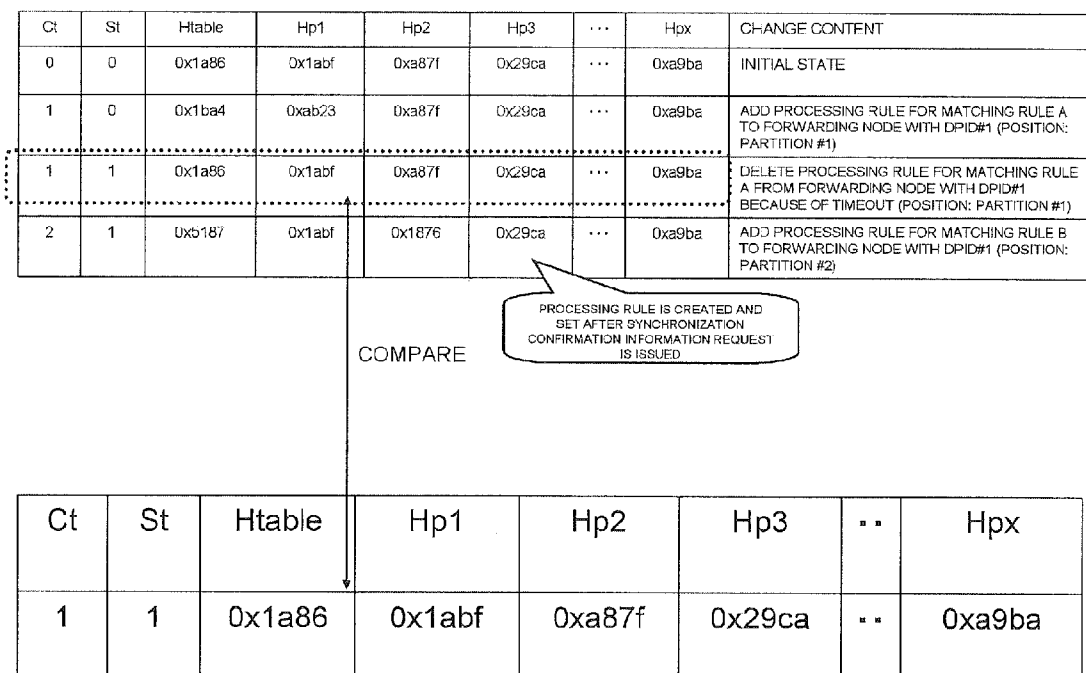 Ct St Htable Hp1 Hp2 Hp3 ... Hpx CHANGE CONTENT
0 0 0x1a86 0x1abf 0xa87f 0x29ca ... 0xa9ba INITIAL STATE
1 0 0x1ba4 0xab23 0xa87f 0x29ca ... 0xa9ba ADD PROCESSING RULE FOR MATCHING RULE A
TO FORWARDING NODE WITH DPID#1 (POSITION:
PARTITION #1)
1 1 0x1a86 0x1abf 0xa87f 0x29ca ... 0xa9ba DELETE PROCESSING RULE FOR MATCHING RULE
A FROM FORWARDING NODE WITH DPID#1
BECAUSE OF TIMEOUT (POSITION: PARTITION #1)
2 1 0x5187 0x1abf 0x1876 0x29ca ... 0xa9ba ADD PROCESSING RULE FOR MATCHING RULE B
TO FORWARDING NODE WITH DPID#1 (POSITION:
PARTITION #2)
PROCESSING RULE IS CREATED AND
SET AFTER SYNCHRONIZATION
CONFIRMATION INFORMATION REQUEST
IS ISSUED
COMPARE
Ct St Htable Hp1 Hp2 Hp3 .. Hpx
1 1 0x1a86 0x1abf 0xa87f 0x29ca .. 0xa9ba